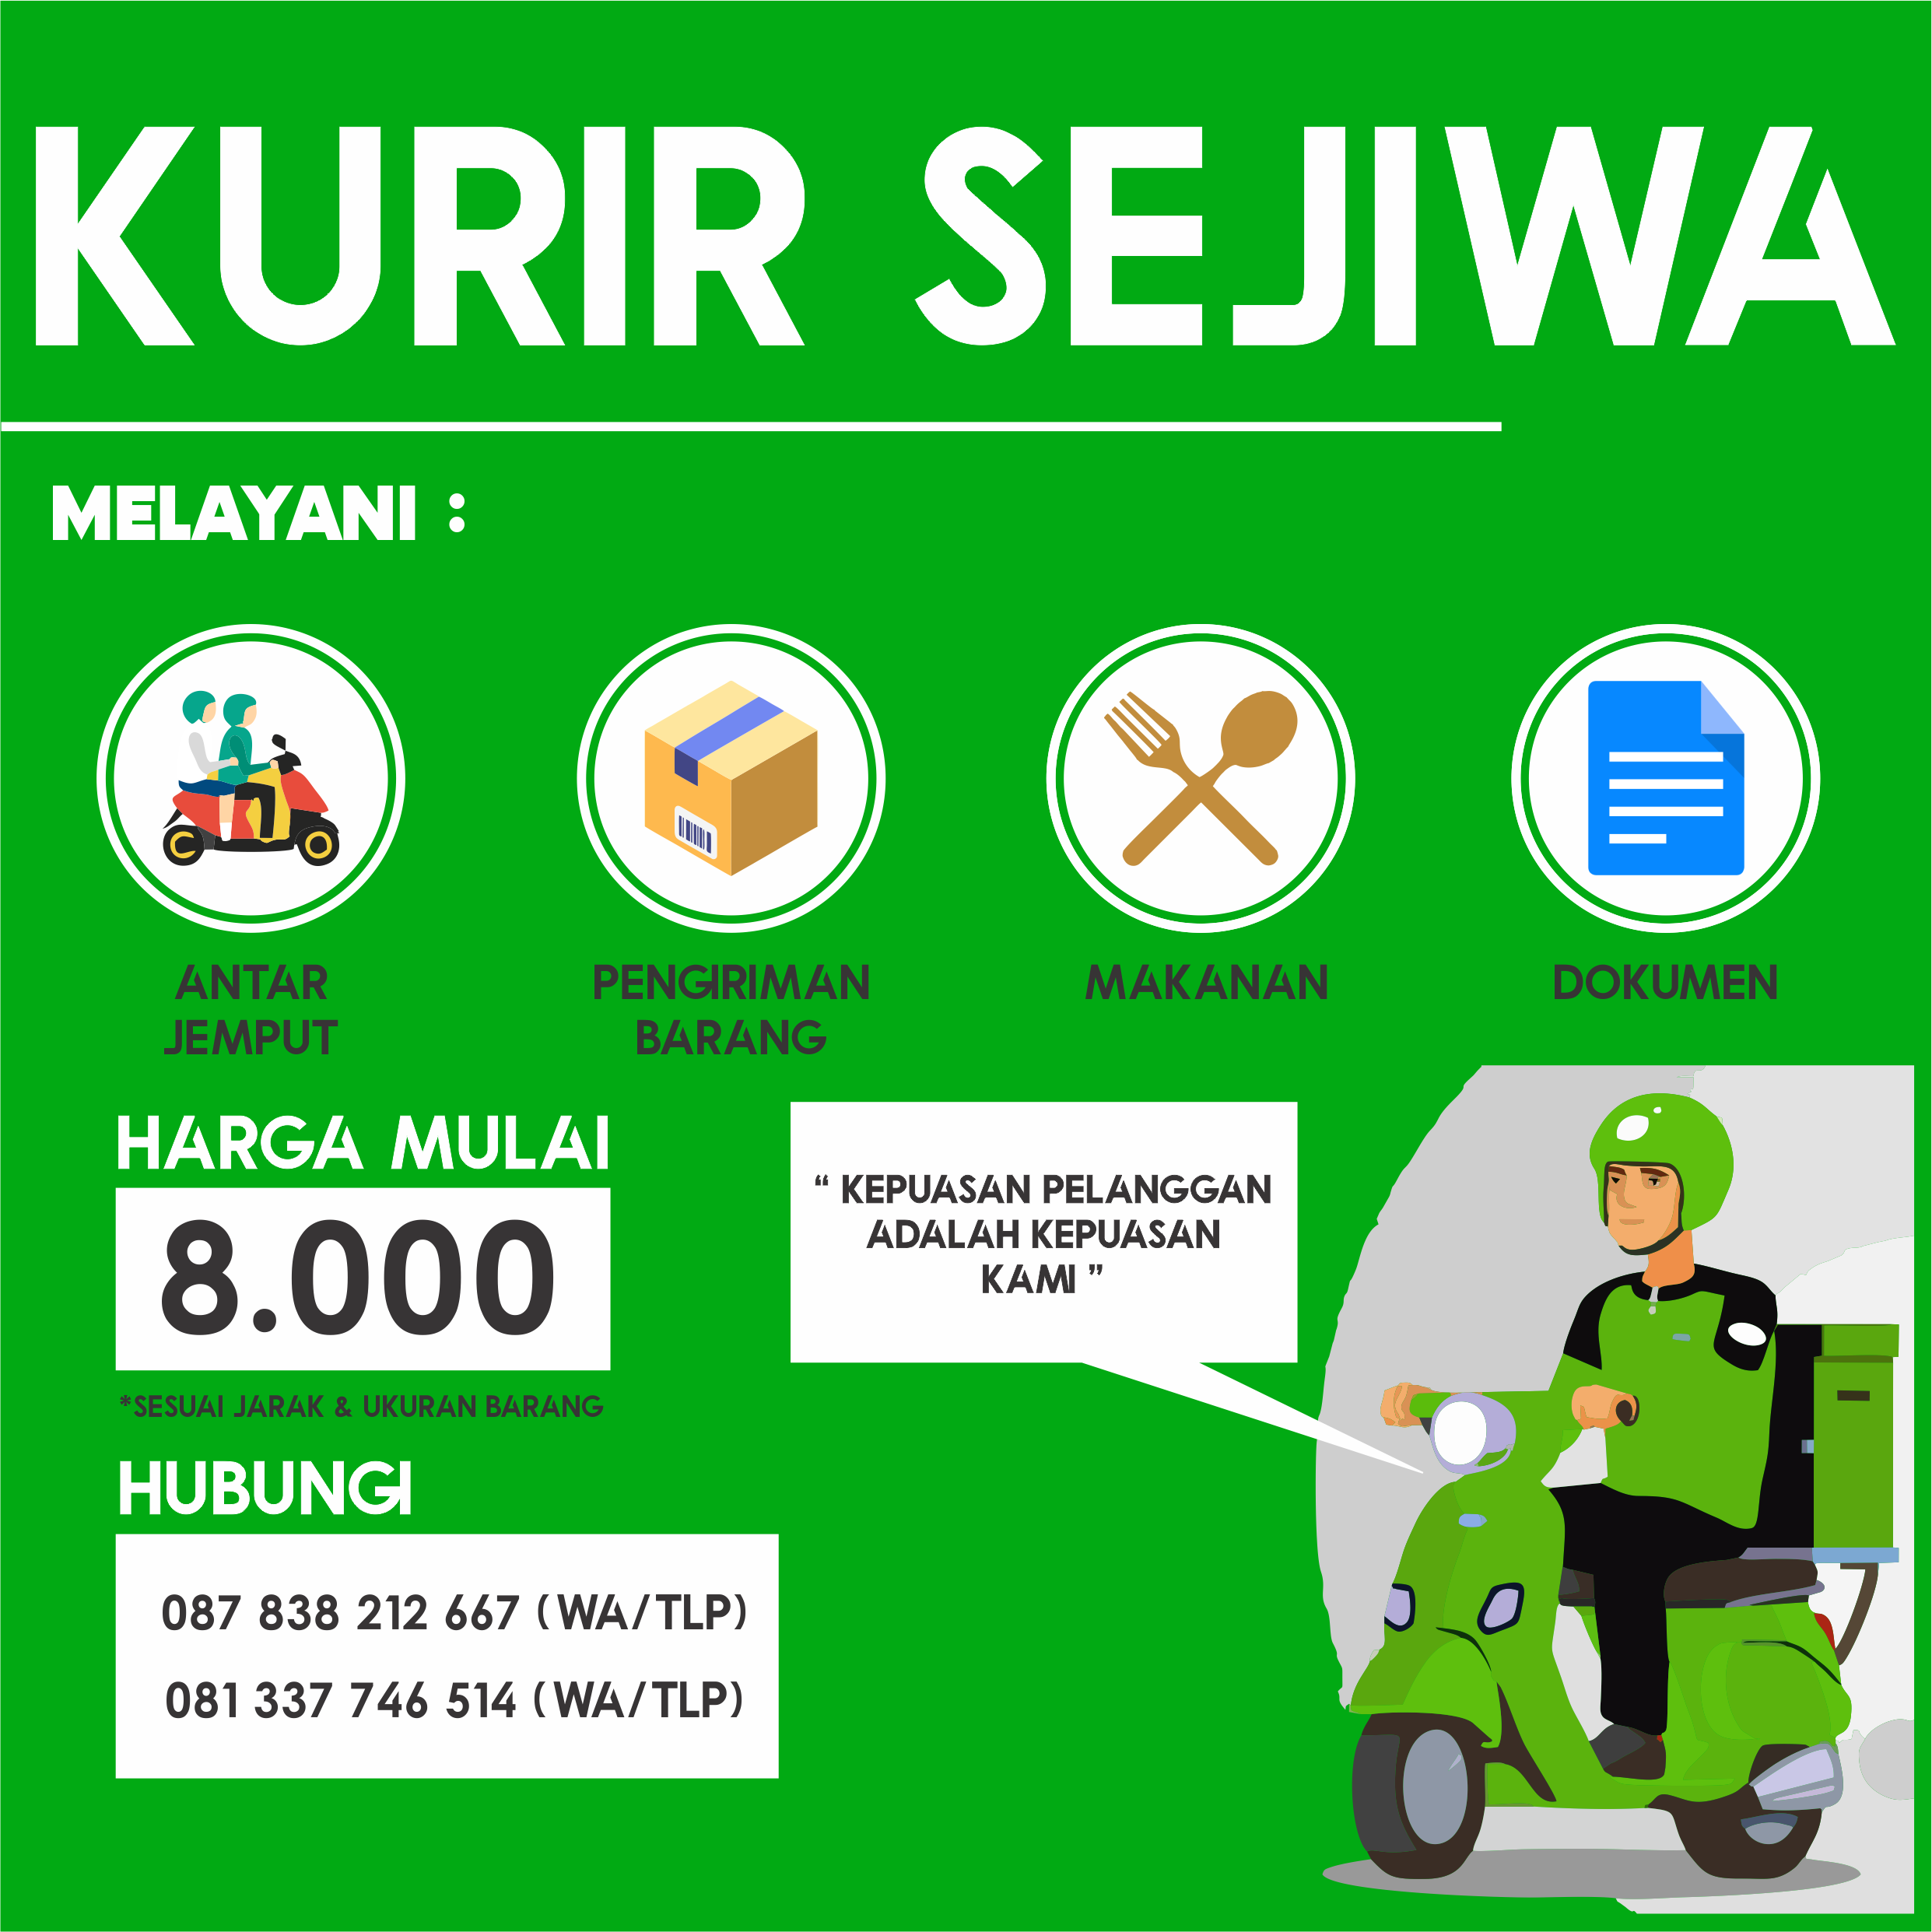 KURIR SEJIWA
MELAYANI :
ANTAR
JEMPUT
PENGIRIMAN
BARANG
MAKANAN
DOKUMEN
HARGA MULAI
8.000
*SESUAI JARAK & UKURAN BARANG
“ KEPUASAN PELANGGAN
ADALAH KEPUASAN
KAMI ”
HUBUNGI
087 838 212 667 (WA/TLP)
081 337 746 514 (WA/TLP)